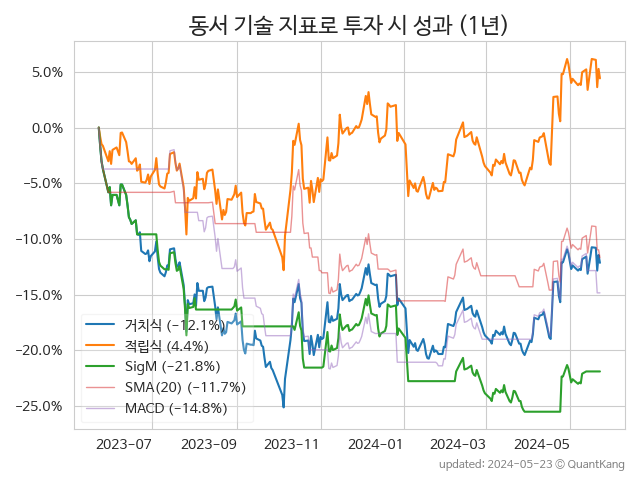 동서 기술 지표로 투자 시 성과 (1년)
5.0%
0.0%
−5.0%
−10.0%
−15.0%
−20.0%
−25.0%
거치식 (−12.1%)
적립식 (4.4%)
SigM (−21.8%)
SMA(20) (−11.7%)
MACD (−14.8%)
2023-07 2023-09 2023-11 2024-01 2024-03 2024-05
updated: 2024-05-23 ⓒ QuantKang